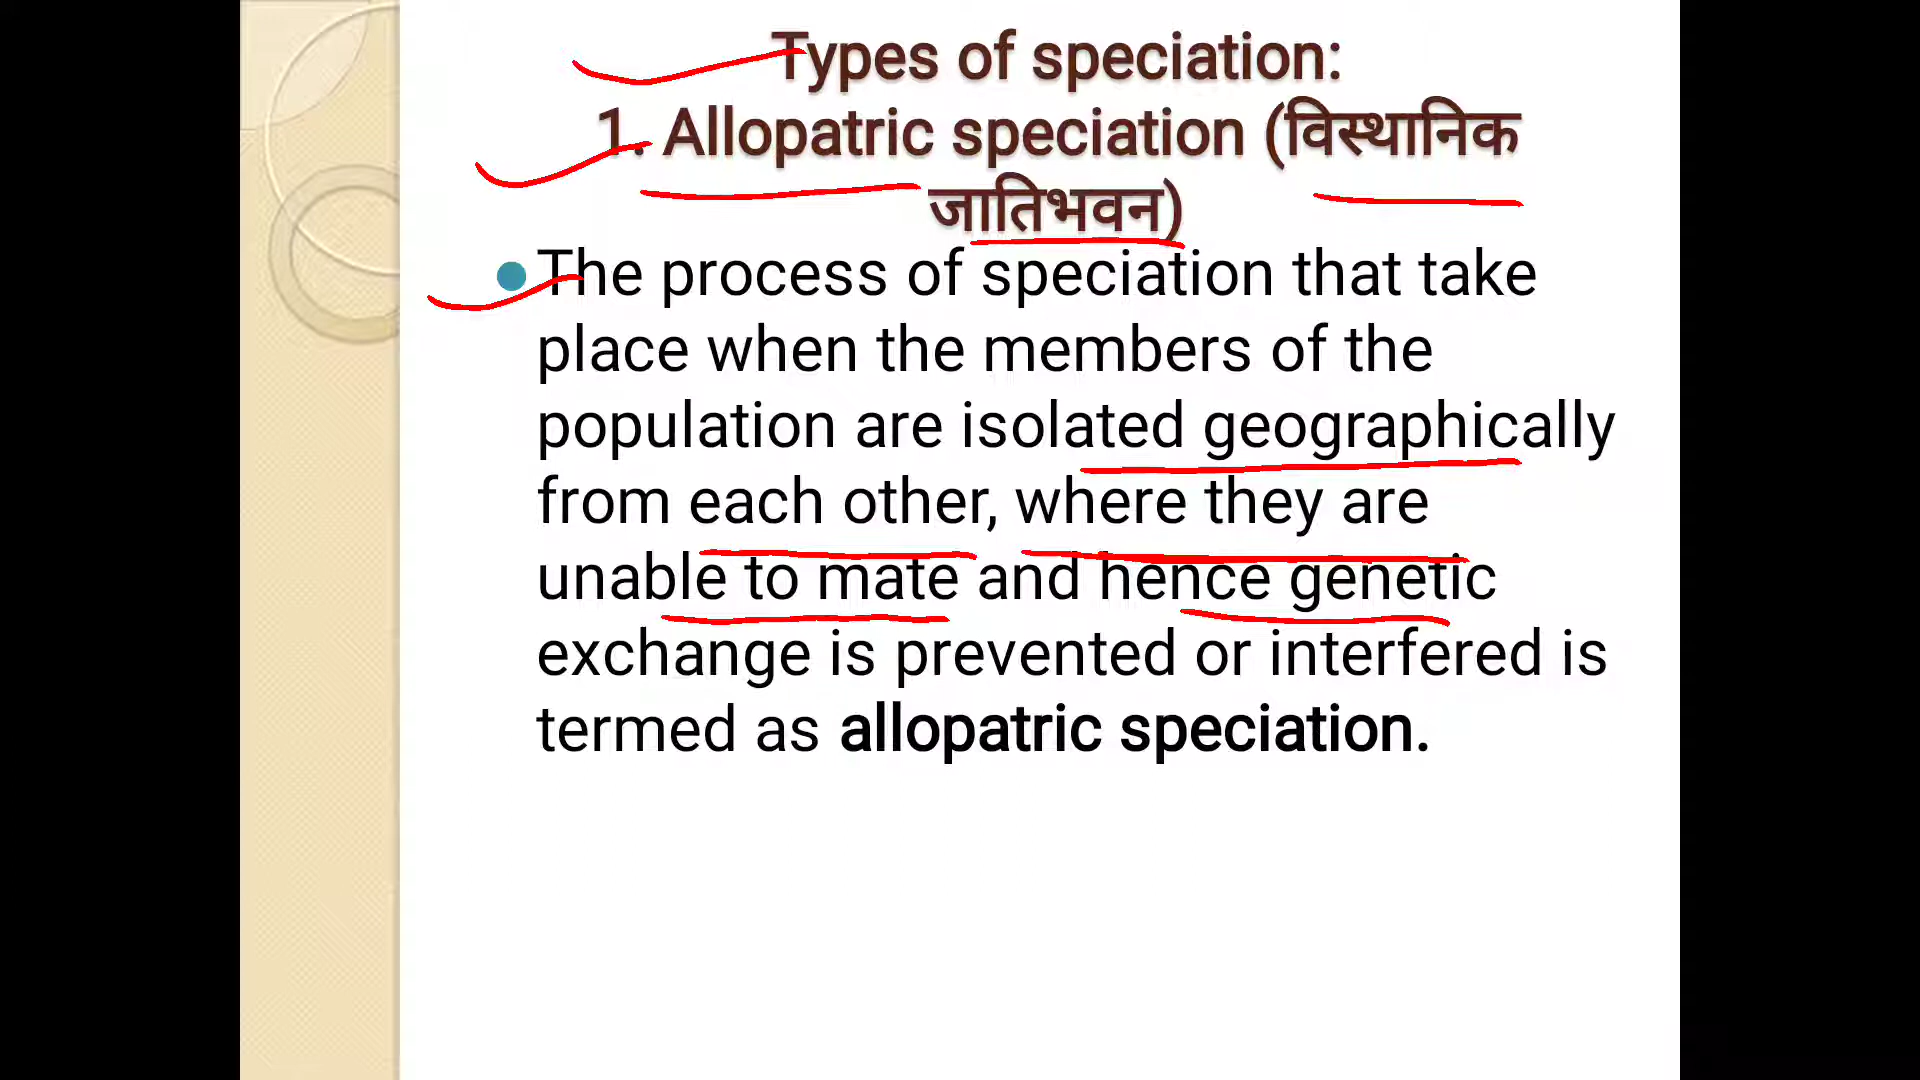 Types of speciation:
1. Allopatric speciation (विस्थानिक
जातिभवन)
The process of speciation that take
place when the members of the
population are isolated geographically
from each other, where they are
unable to mate and hence genetic
exchange is prevented or interfered is
termed as allopatric speciation.